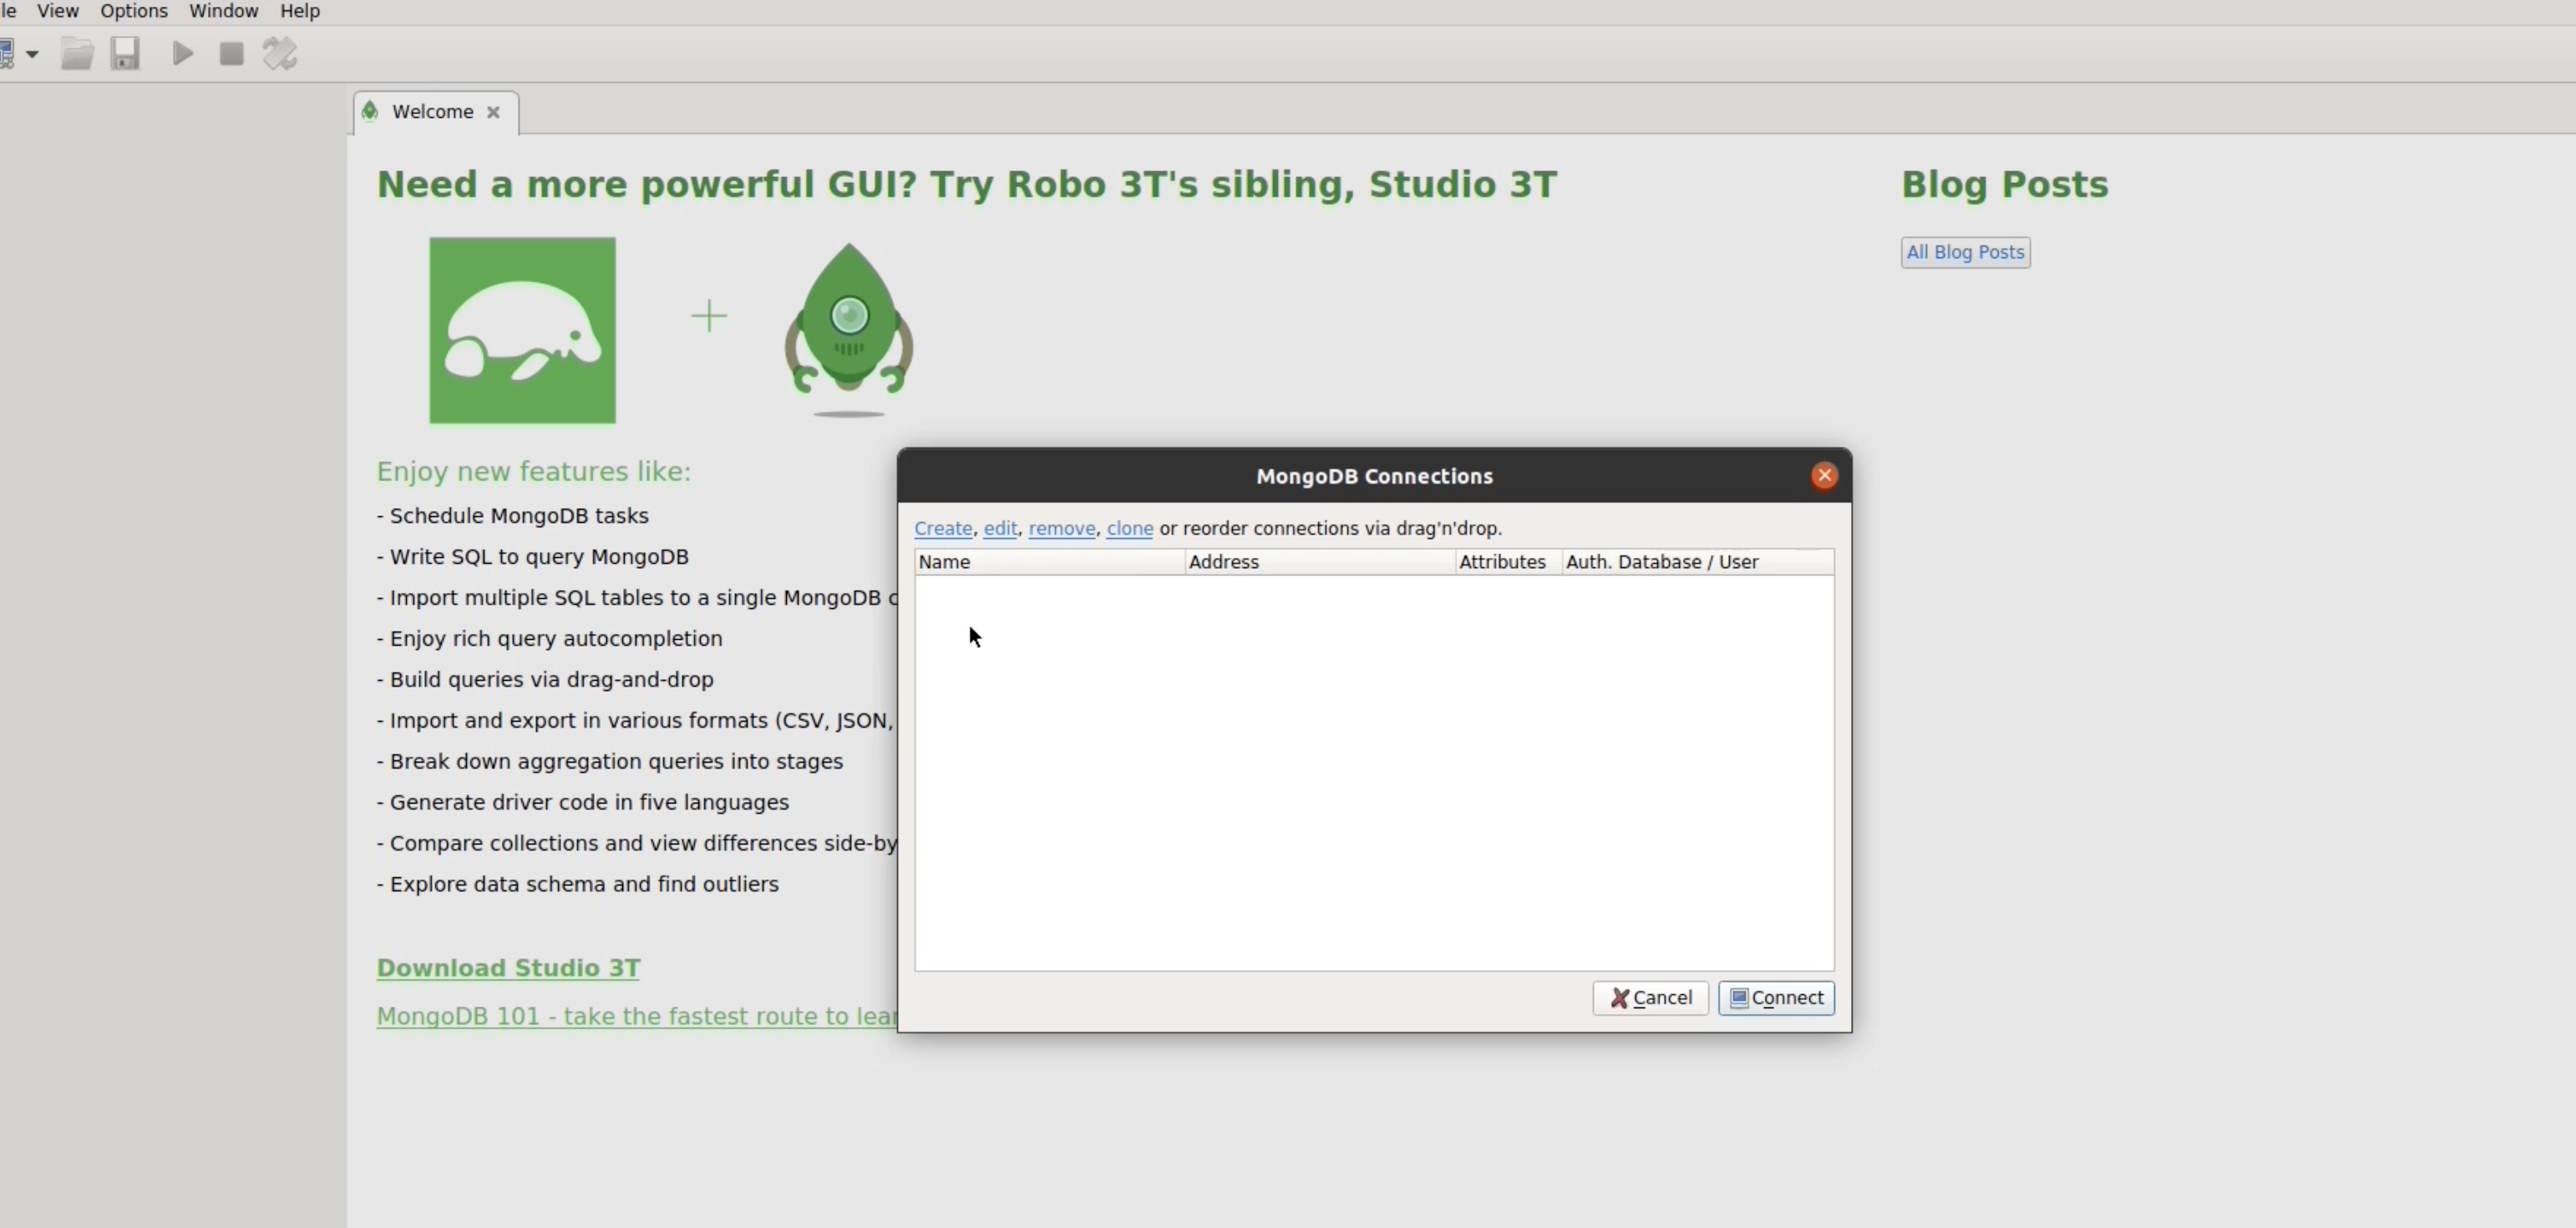 le View Options Window Help
Welcome
Need a more powerful GUI? Try Robo 3T's sibling, Studio 3T
Blog Posts
All Blog Posts
Enjoy new features like:
- Schedule MongoDB tasks
- Write SQL to query MongoDB
- Import multiple SQL tables to a single MongoDB c
- Enjoy rich query autocompletion
- Build queries via drag-and-drop
- Import and export in various formats (CSV, JSON,
- Break down aggregation queries into stages
- Generate driver code in five languages
- Compare collections and view differences side-by
- Explore data schema and find outliers
Download Studio 3T
MongoDB 101 - take the fastest route to lear
MongoDB Connections
Create, edit, remove, clone or reorder connections via drag'n'drop.
Name Address Attributes Auth. Database / User
Cancel Connect